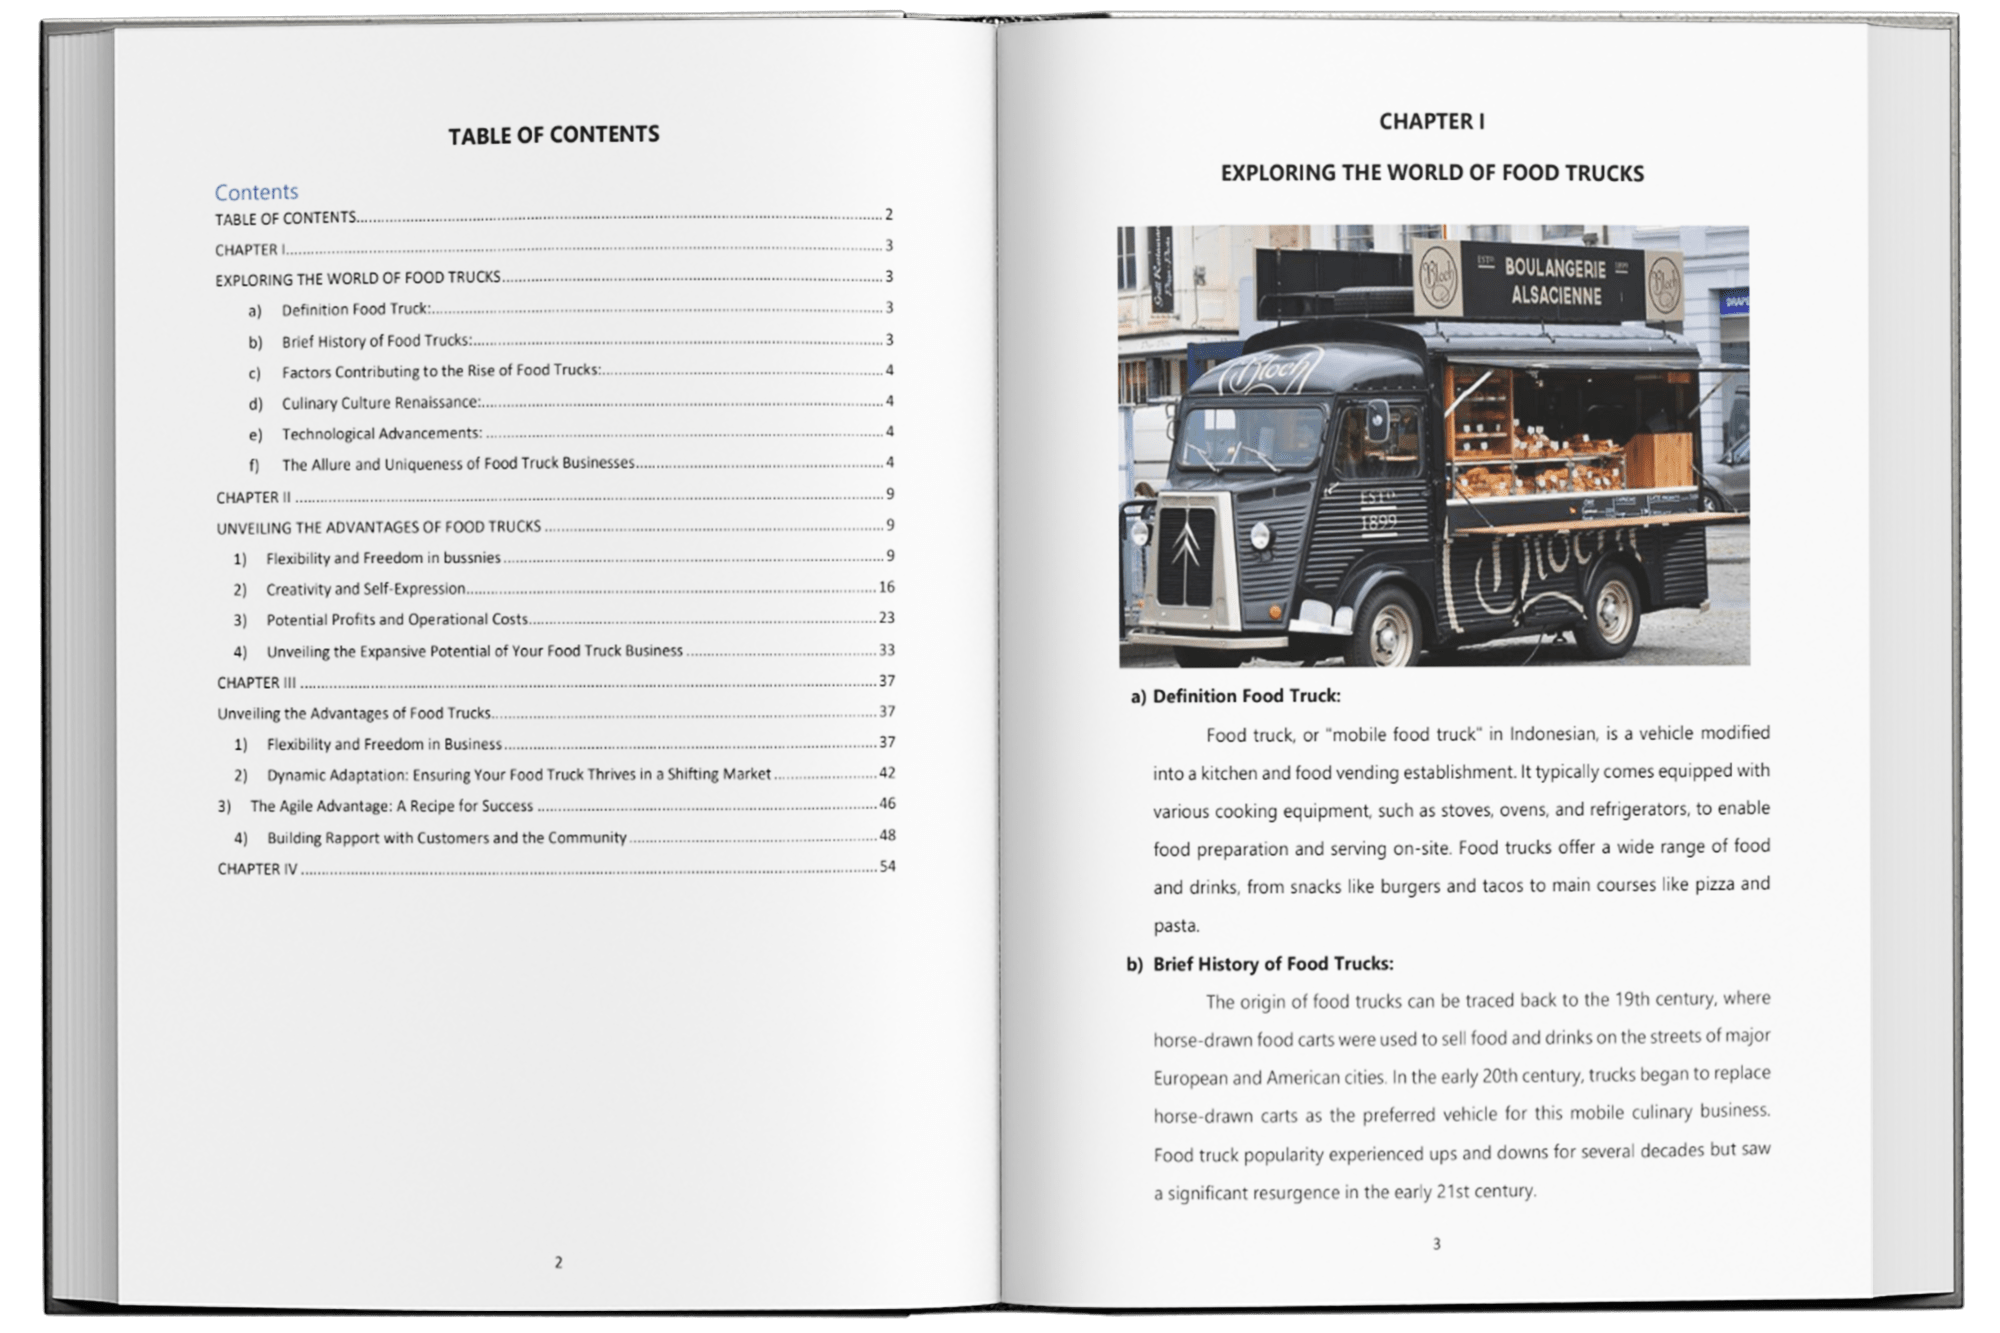 TABLE OF CONTENTS
Contents
TABLE OF CONTENTS 2
CHAPTER I 3
EXPLORING THE WORLD OF FOOD TRUCKS 3
a) Definition Food Truck: 3
b) Brief History of Food Trucks: 3
c) Factors Contributing to the Rise of Food Trucks: 4
d) Culinary Culture Renaissance: 4
e) Technological Advancements: 4
f) The Allure and Uniqueness of Food Truck Businesses 4
CHAPTER II 9
UNVEILING THE ADVANTAGES OF FOOD TRUCKS 9
1) Flexibility and Freedom in bussnies 9
2) Creativity and Self-Expression 16
3) Potential Profits and Operational Costs 23
4) Unveiling the Expansive Potential of Your Food Truck Business 33
CHAPTER III 37
Unveiling the Advantages of Food Trucks 37
1) Flexibility and Freedom in Business 37
2) Dynamic Adaptation: Ensuring Your Food Truck Thrives in a Shifting Market 42
3) The Agile Advantage: A Recipe for Success 46
4) Building Rapport with Customers and the Community 48
CHAPTER IV 54
2
CHAPTER I
EXPLORING THE WORLD OF FOOD TRUCKS
Bloch
ESTD BOULANGERIE 1899
ALSACIENNE
Bloch
DRAPE
Bloch
ESTD
1899
Bloch
a) Definition Food Truck:
Food truck, or "mobile food truck" in Indonesian, is a vehicle modified
into a kitchen and food vending establishment. It typically comes equipped with
various cooking equipment, such as stoves, ovens, and refrigerators, to enable
food preparation and serving on-site. Food trucks offer a wide range of food
and drinks, from snacks like burgers and tacos to main courses like pizza and
pasta.
b) Brief History of Food Trucks:
The origin of food trucks can be traced back to the 19th century, where
horse-drawn food carts were used to sell food and drinks on the streets of major
European and American cities. In the early 20th century, trucks began to replace
horse-drawn carts as the preferred vehicle for this mobile culinary business.
Food truck popularity experienced ups and downs for several decades but saw
a significant resurgence in the early 21st century.
3